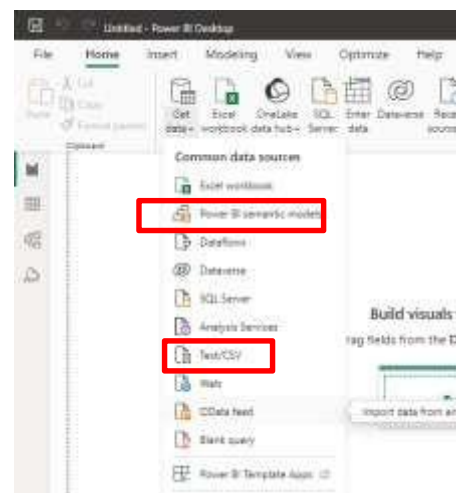 Untitled - Power BI Desktop
File Home Insert Modeling View Optimize Help
Cut
Copy
Paste Format painter
Clipboard
Get data Excel workbook OneLake data hub SQL Server Enter data Dataverse
Common data sources
Excel workbook
Power BI semantic models
Dataflows
Dataverse
SQL Server
Analysis Services
Text/CSV
Web
OData feed
Blank query
Power BI Template Apps
Build visuals
rag fields from the D
Import data from an